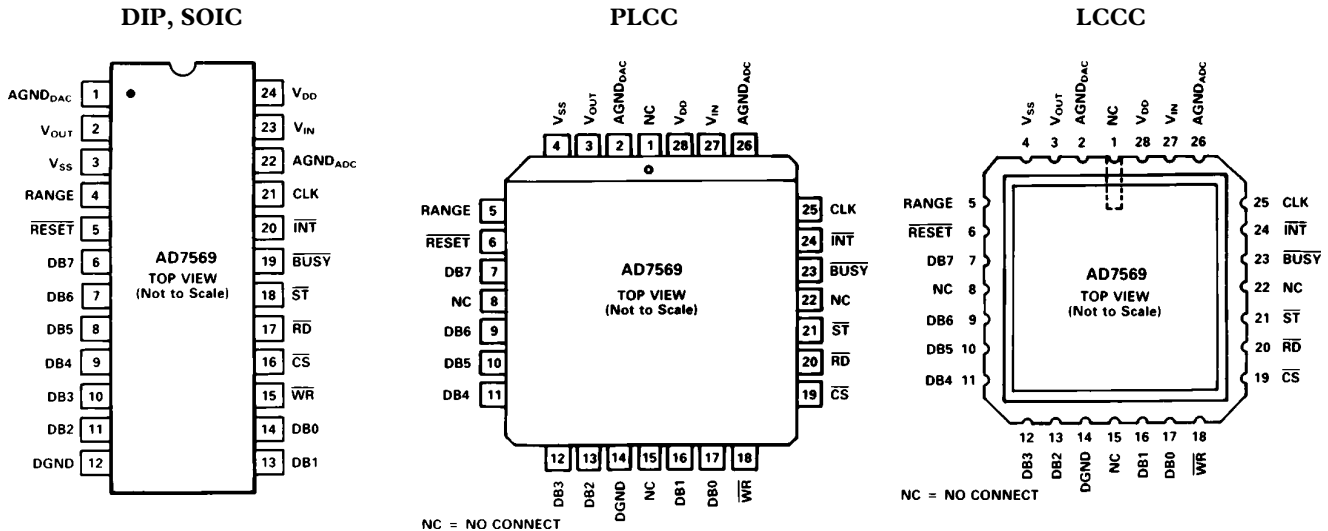 DIP, SOIC
AGNDDAC 1
VOUT 2
VSS 3
RANGE 4
RESET 5
DB7 6
DB6 7
DB5 8
DB4 9
DB3 10
DB2 11
DGND 12
24 VDD
23 VIN
22 AGNDADC
21 CLK
20 INT
19 BUSY
18 ST
17 RD
16 CS
15 WR
14 DB0
13 DB1
AD7569
TOP VIEW
(Not to Scale)
PLCC
VSS VOUT AGNDDAC NC VDD VIN AGNDADC
4 3 2 1 28 27 26
RANGE 5
RESET 6
DB7 7
NC 8
DB6 9
DB5 10
DB4 11
25 CLK
24 INT
23 BUSY
22 NC
21 ST
20 RD
19 CS
AD7569
TOP VIEW
(Not to Scale)
12 13 14 15 16 17 18
DB3 DB2 DGND NC DB1 DB0 WR
NC = NO CONNECT
LCCC
VSS VOUT AGNDDAC NC VDD VIN AGNDADC
4 3 2 1 28 27 26
RANGE 5
RESET 6
DB7 7
NC 8
DB6 9
DB5 10
DB4 11
25 CLK
24 INT
23 BUSY
22 NC
21 ST
20 RD
19 CS
AD7569
TOP VIEW
(Not to Scale)
12 13 14 15 16 17 18
DB3 DB2 DGND NC DB1 DB0 WR
NC = NO CONNECT